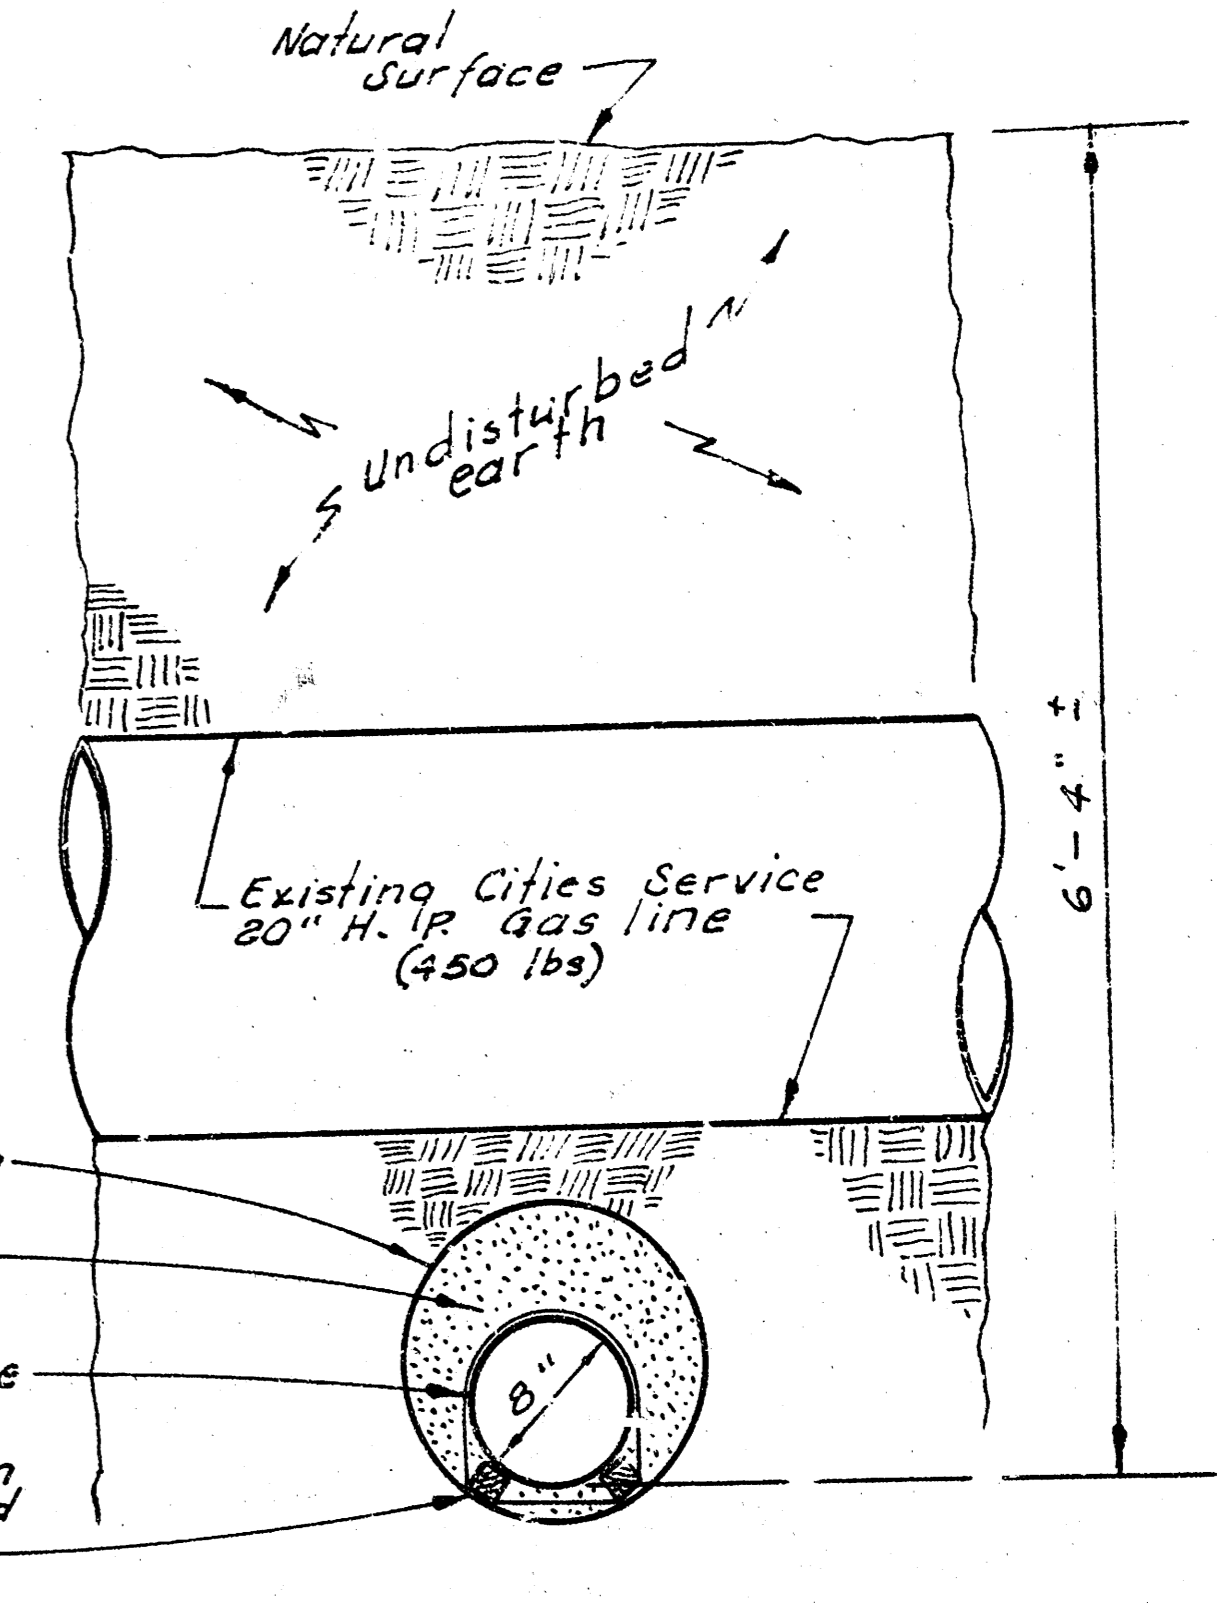 Natural
Surface
undisturbed
earth
6'-4" ±
Existing Cities Service
20" H.P. Gas line
(450 lbs)
8"